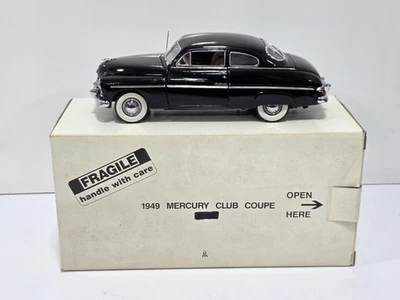 FRAGILE
handle with care
1949 MERCURY CLUB COUPE
OPEN
HERE